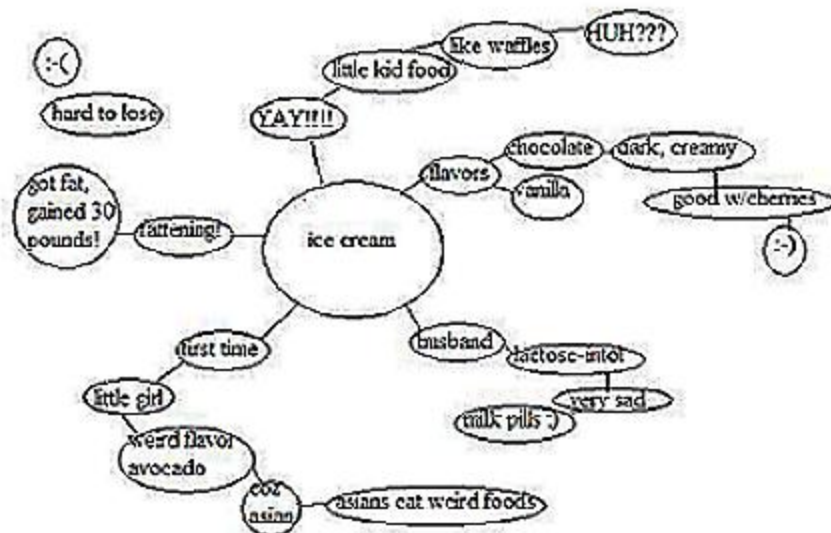 HUH???
like waffles
little kid food
:-(
hard to lose
YAY!!!!
chocolate
dark, creamy
flavors
vanilla
good w/cherries
got fat,
gained 30
pounds!
fattening!
ice cream
:-)
first time
husband
lactose-intol
little girl
very sad
milk pills :)
weird flavor
avocado
coz
asian
asians eat weird foods